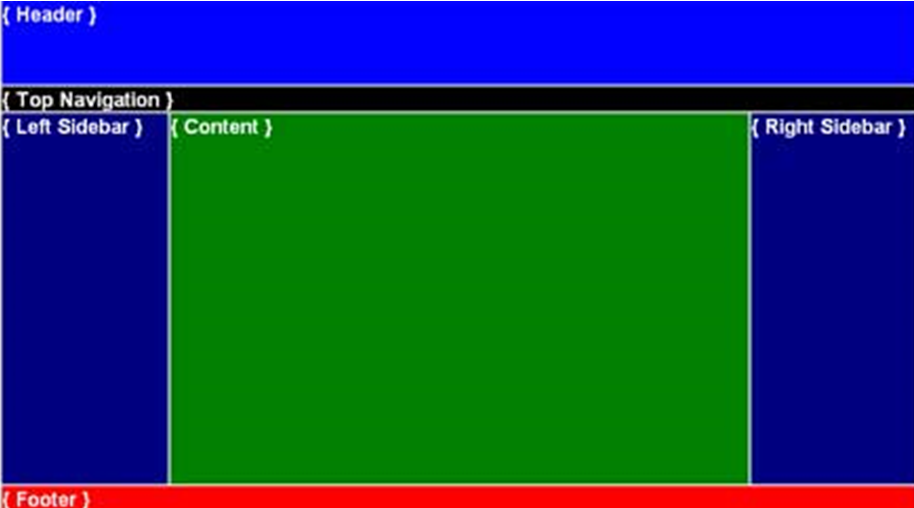 { Header }
{ Top Navigation }
{ Left Sidebar }
{ Content }
{ Right Sidebar }
{ Footer }